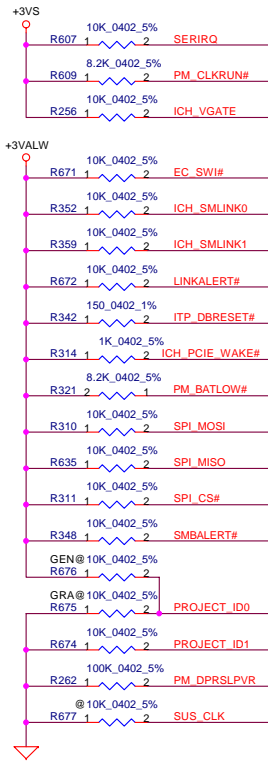 +3VS
10K_0402_5%
R607 1 2 SERIRQ
8.2K_0402_5%
R609 1 2 PM_CLKRUN#
10K_0402_5%
R256 1 2 ICH_VGATE
+3VALW
10K_0402_5%
R671 1 2 EC_SWI#
10K_0402_5%
R352 1 2 ICH_SMLINK0
10K_0402_5%
R359 1 2 ICH_SMLINK1
10K_0402_5%
R672 1 2 LINKALERT#
150_0402_1%
R342 1 2 ITP_DBRESET#
1K_0402_5%
R314 1 2 ICH_PCIE_WAKE#
8.2K_0402_5%
R321 2 1 PM_BATLOW#
10K_0402_5%
R310 1 2 SPI_MOSI
10K_0402_5%
R635 1 2 SPI_MISO
10K_0402_5%
R311 1 2 SPI_CS#
10K_0402_5%
R348 1 2 SMBALERT#
GEN@ 10K_0402_5%
R676 1 2
GRA@ 10K_0402_5%
R675 1 2 PROJECT_ID0
10K_0402_5%
R674 1 2 PROJECT_ID1
100K_0402_5%
R262 1 2 PM_DPRSLPVR
@ 10K_0402_5%
R677 1 2 SUS_CLK